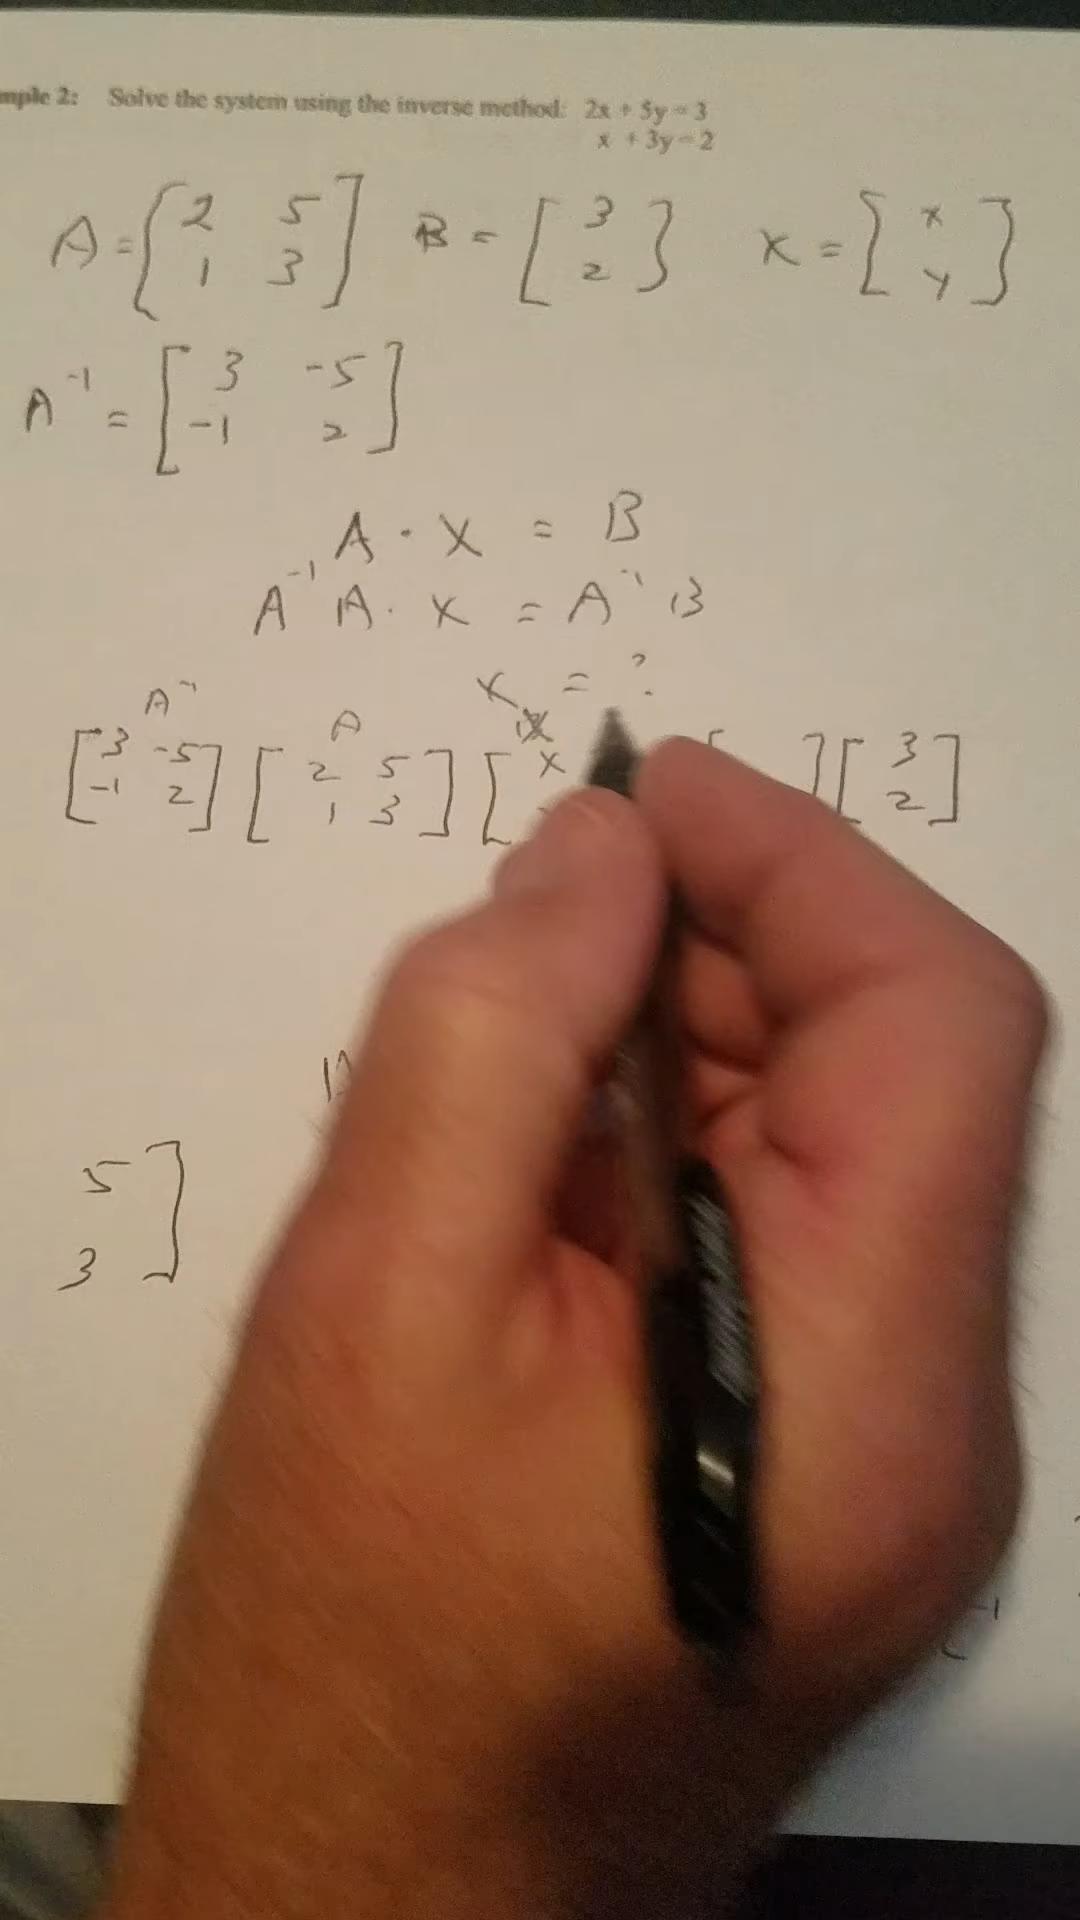 mple 2: Solve the system using the inverse method: 2x + 5y = 3
x + 3y = 2
A = [ 2 5 ] B = [ 3 ] X = [ x ]
1 3 2 y
A⁻¹ = [ 3 -5 ]
-1 2
A · X = B
A⁻¹ A · X = A⁻¹ B
X = ?
A⁻¹ A X
[ 3 -5 ] [ 2 5 ] [ x [ ] [ 3 ]
-1 2 1 3 2
5 ]
3
-1